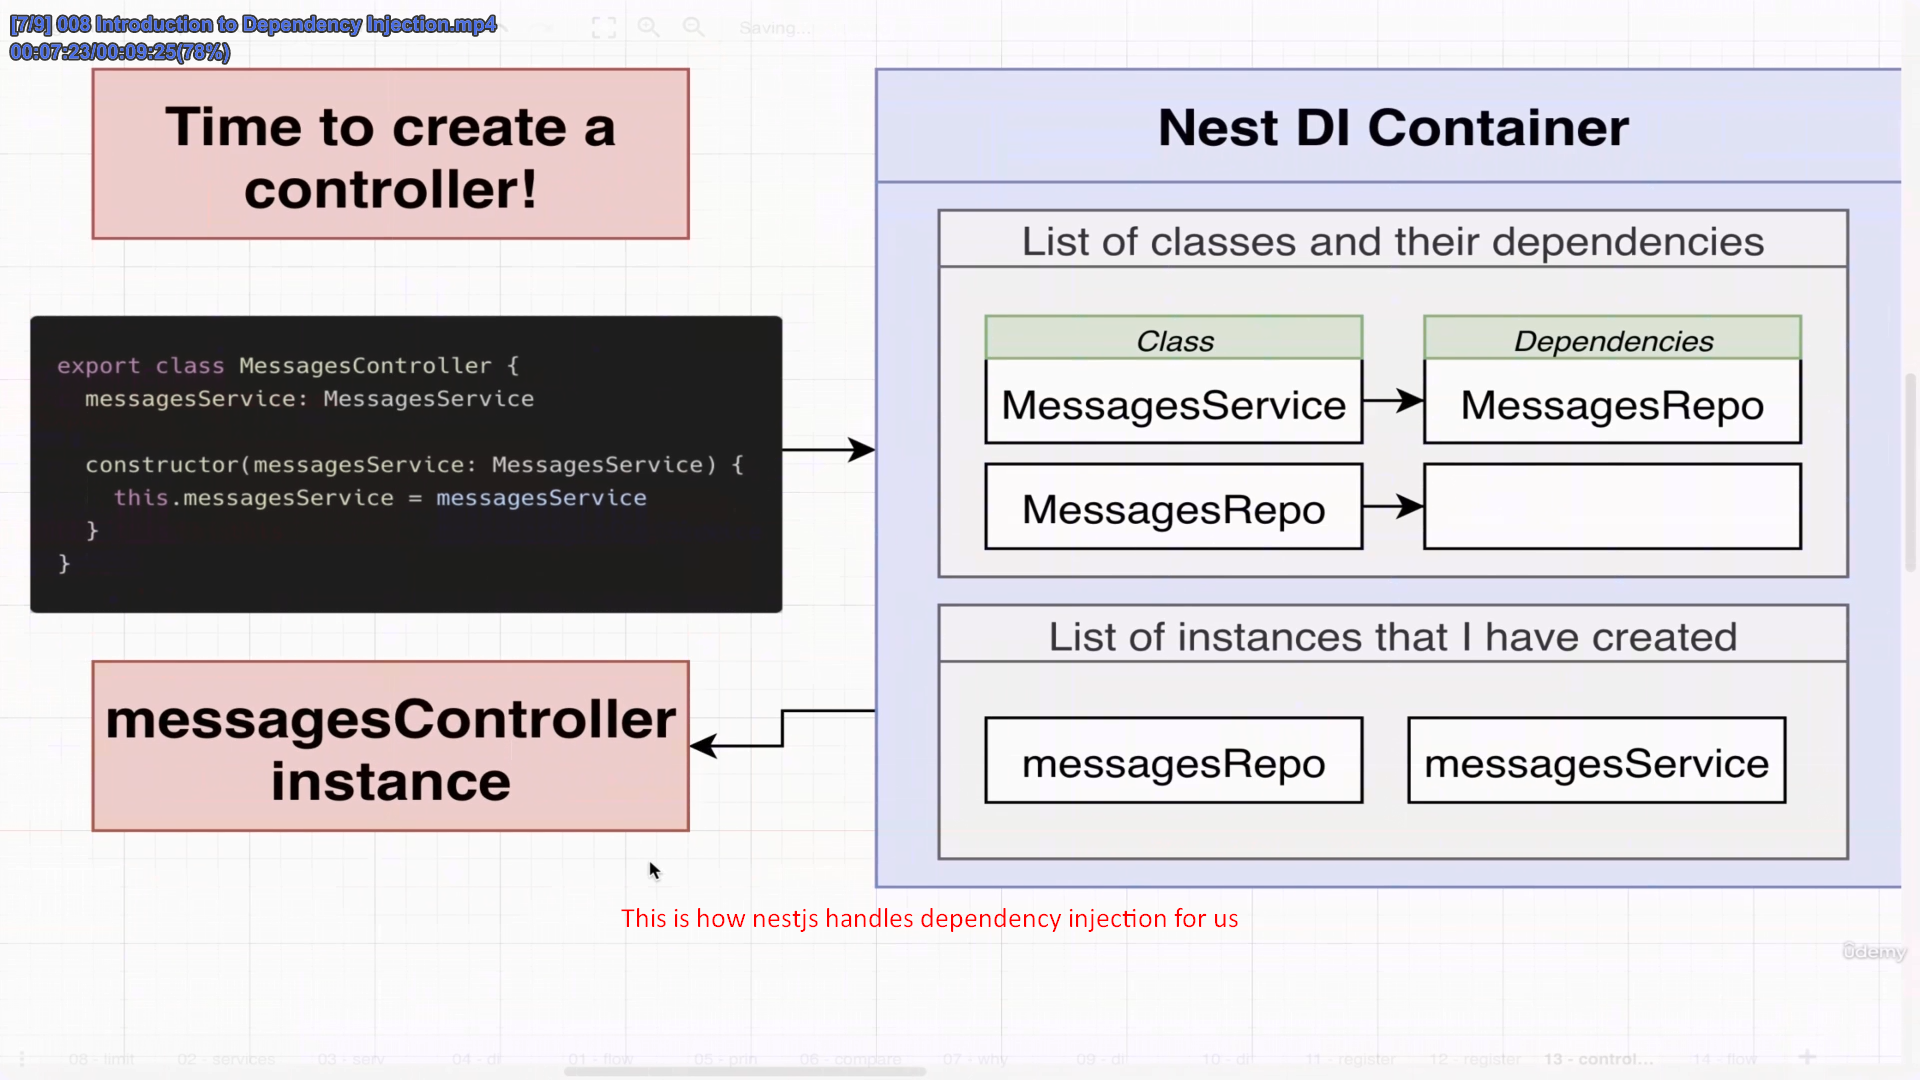 [7/9] 008 Introduction to Dependency Injection.mp4
00:07:23/00:09:25(78%)
Saving...
Time to create a
controller!
export class MessagesController {
messagesService: MessagesService
constructor(messagesService: MessagesService) {
this.messagesService = messagesService
}
}
messagesController
instance
Nest DI Container
List of classes and their dependencies
Class
Dependencies
MessagesService
MessagesRepo
MessagesRepo
List of instances that I have created
messagesRepo
messagesService
This is how nestjs handles dependency injection for us
ûdemy
08 - limit
02 - services
03 - serv
04 - di
01 - flow
05 - prin
06 - compare
07 - why
09 - di
10 - di
11 - register
12 - register
13 - control...
14 - flow